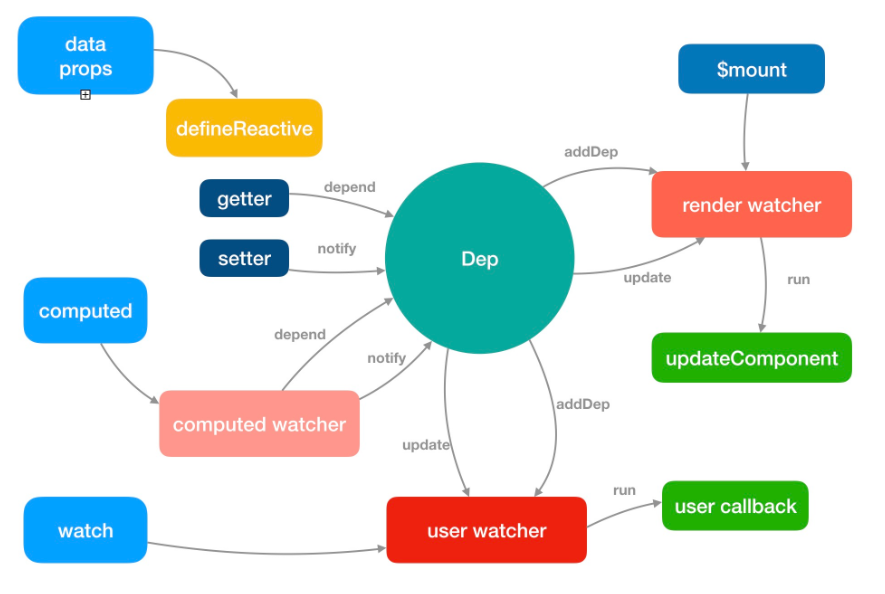 data
props
$mount
defineReactive
addDep
depend
getter
render watcher
notify
setter
Dep
update
run
computed
depend
notify
updateComponent
computed watcher
addDep
update
run
watch
user watcher
user callback